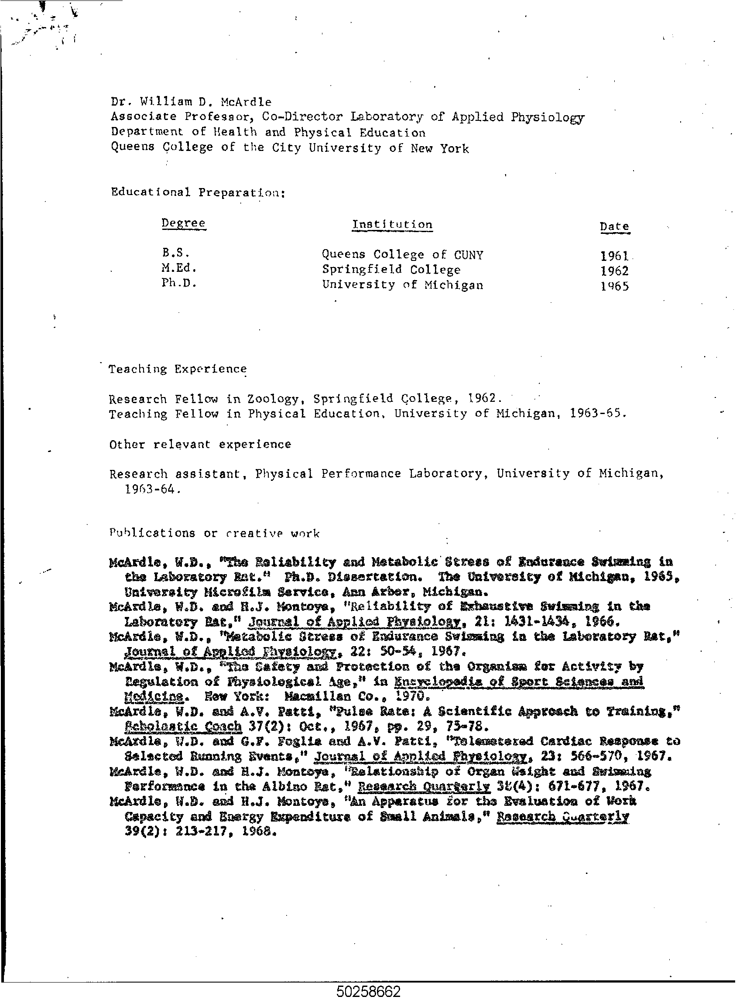 Dr. William D. McArdle
Associate Professor, Co-Director Laboratory of Applied Physiology
Department of Health and Physical Education
Queens College of the City University of New York
Educational Preparation:
Degree Institution Date
B.S. Queens College of CUNY 1961
M.Ed. Springfield College 1962
Ph.D. University of Michigan 1965
Teaching Experience
Research Fellow in Zoology, Springfield College, 1962.
Teaching Fellow in Physical Education, University of Michigan, 1963-65.
Other relevant experience
Research assistant, Physical Performance Laboratory, University of Michigan,
1963-64.
Publications or creative work
McArdle, W.D., "The Reliability and Metabolic Stress of Endurance Swimming in
the Laboratory Rat." Ph.D. Dissertation. The University of Michigan, 1965,
University Microfilm Service, Ann Arbor, Michigan.
McArdle, W.D. and H.J. Montoye, "Reliability of Exhaustive Swimming in the
Laboratory Rat," Journal of Applied Physiology, 21: 1431-1434, 1966.
McArdle, W.D., "Metabolic Stress of Endurance Swimming in the Laboratory Rat,"
Journal of Applied Physiology, 22: 50-54, 1967.
McArdle, W.D., "The Safety and Protection of the Organism for Activity by
Regulation of Physiological Age," in Encyclopedia of Sport Sciences and
Medicine. New York: Macmillan Co., 1970.
McArdle, W.D. and A.V. Patti, "Pulse Rate: A Scientific Approach to Training,"
Scholastic Coach 37(2): Oct., 1967, pp. 29, 75-78.
McArdle, W.D. and G.F. Foglia and A.V. Patti, "Telemetered Cardiac Response to
Selected Running Events," Journal of Applied Physiology, 23: 566-570, 1967.
McArdle, W.D. and H.J. Montoye, "Relationship of Organ Weight and Swimming
Performance in the Albino Rat," Research Quarterly 38(4): 671-677, 1967.
McArdle, W.D. and H.J. Montoye, "An Apparatus for the Evaluation of Work
Capacity and Energy Expenditure of Small Animals," Research Quarterly
39(2): 213-217, 1968.
50258662